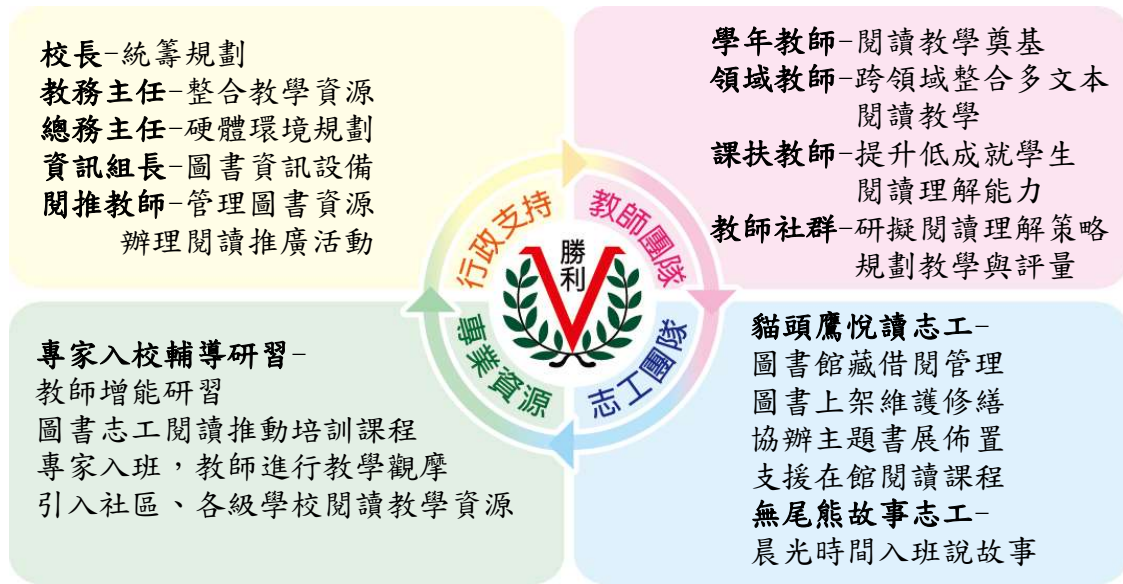 校長-統籌規劃
教務主任-整合教學資源
總務主任-硬體環境規劃
資訊組長-圖書資訊設備
閱推教師-管理圖書資源
辦理閱讀推廣活動
學年教師-閱讀教學奠基
領域教師-跨領域整合多文本
閱讀教學
課扶教師-提升低成就學生
閱讀理解能力
教師社群-研擬閱讀理解策略
規劃教學與評量
行政支持
教師團隊
勝利
專業資源
志工團隊
專家入校輔導研習-
教師增能研習
圖書志工閱讀推動培訓課程
專家入班，教師進行教學觀摩
引入社區、各級學校閱讀教學資源
貓頭鷹悅讀志工-
圖書館藏借閱管理
圖書上架維護修繕
協辦主題書展佈置
支援在館閱讀課程
無尾熊故事志工-
晨光時間入班說故事